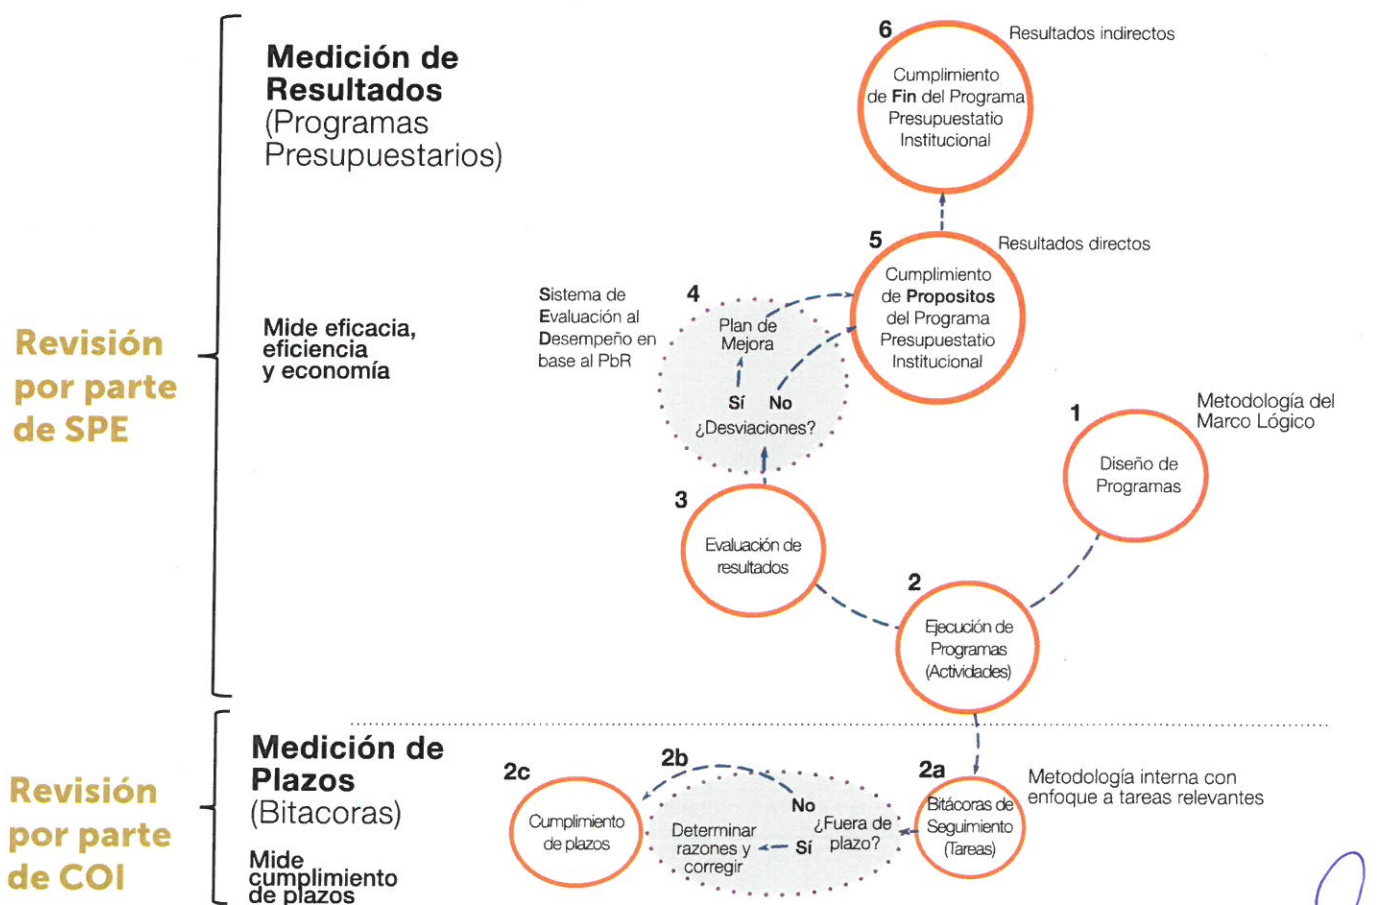 Revisión
por parte
de SPE
Medición de
Resultados
(Programas
Presupuestarios)
Mide eficacia,
eficiencia
y economía
6
Resultados indirectos
Cumplimiento
de Fin del Programa
Presupuestatio
Institucional
5
Resultados directos
Cumplimiento
de Propositos
del Programa
Presupuestatio
Institucional
Sistema de
Evaluación al
Desempeño en
base al PbR
4
Plan de
Mejora
Sí No
¿Desviaciones?
1
Metodología del
Marco Lógico
Diseño de
Programas
3
Evaluación de
resultados
2
Ejecución de
Programas
(Actividades)
Revisión
por parte
de COI
Medición de
Plazos
(Bitacoras)
Mide
cumplimiento
de plazos
2c
Cumplimiento
de plazos
2b
No
¿Fuera de
plazo?
Sí
Determinar
razones y
corregir
2a
Bitácoras de
Seguimiento
(Tareas)
Metodología interna con
enfoque a tareas relevantes